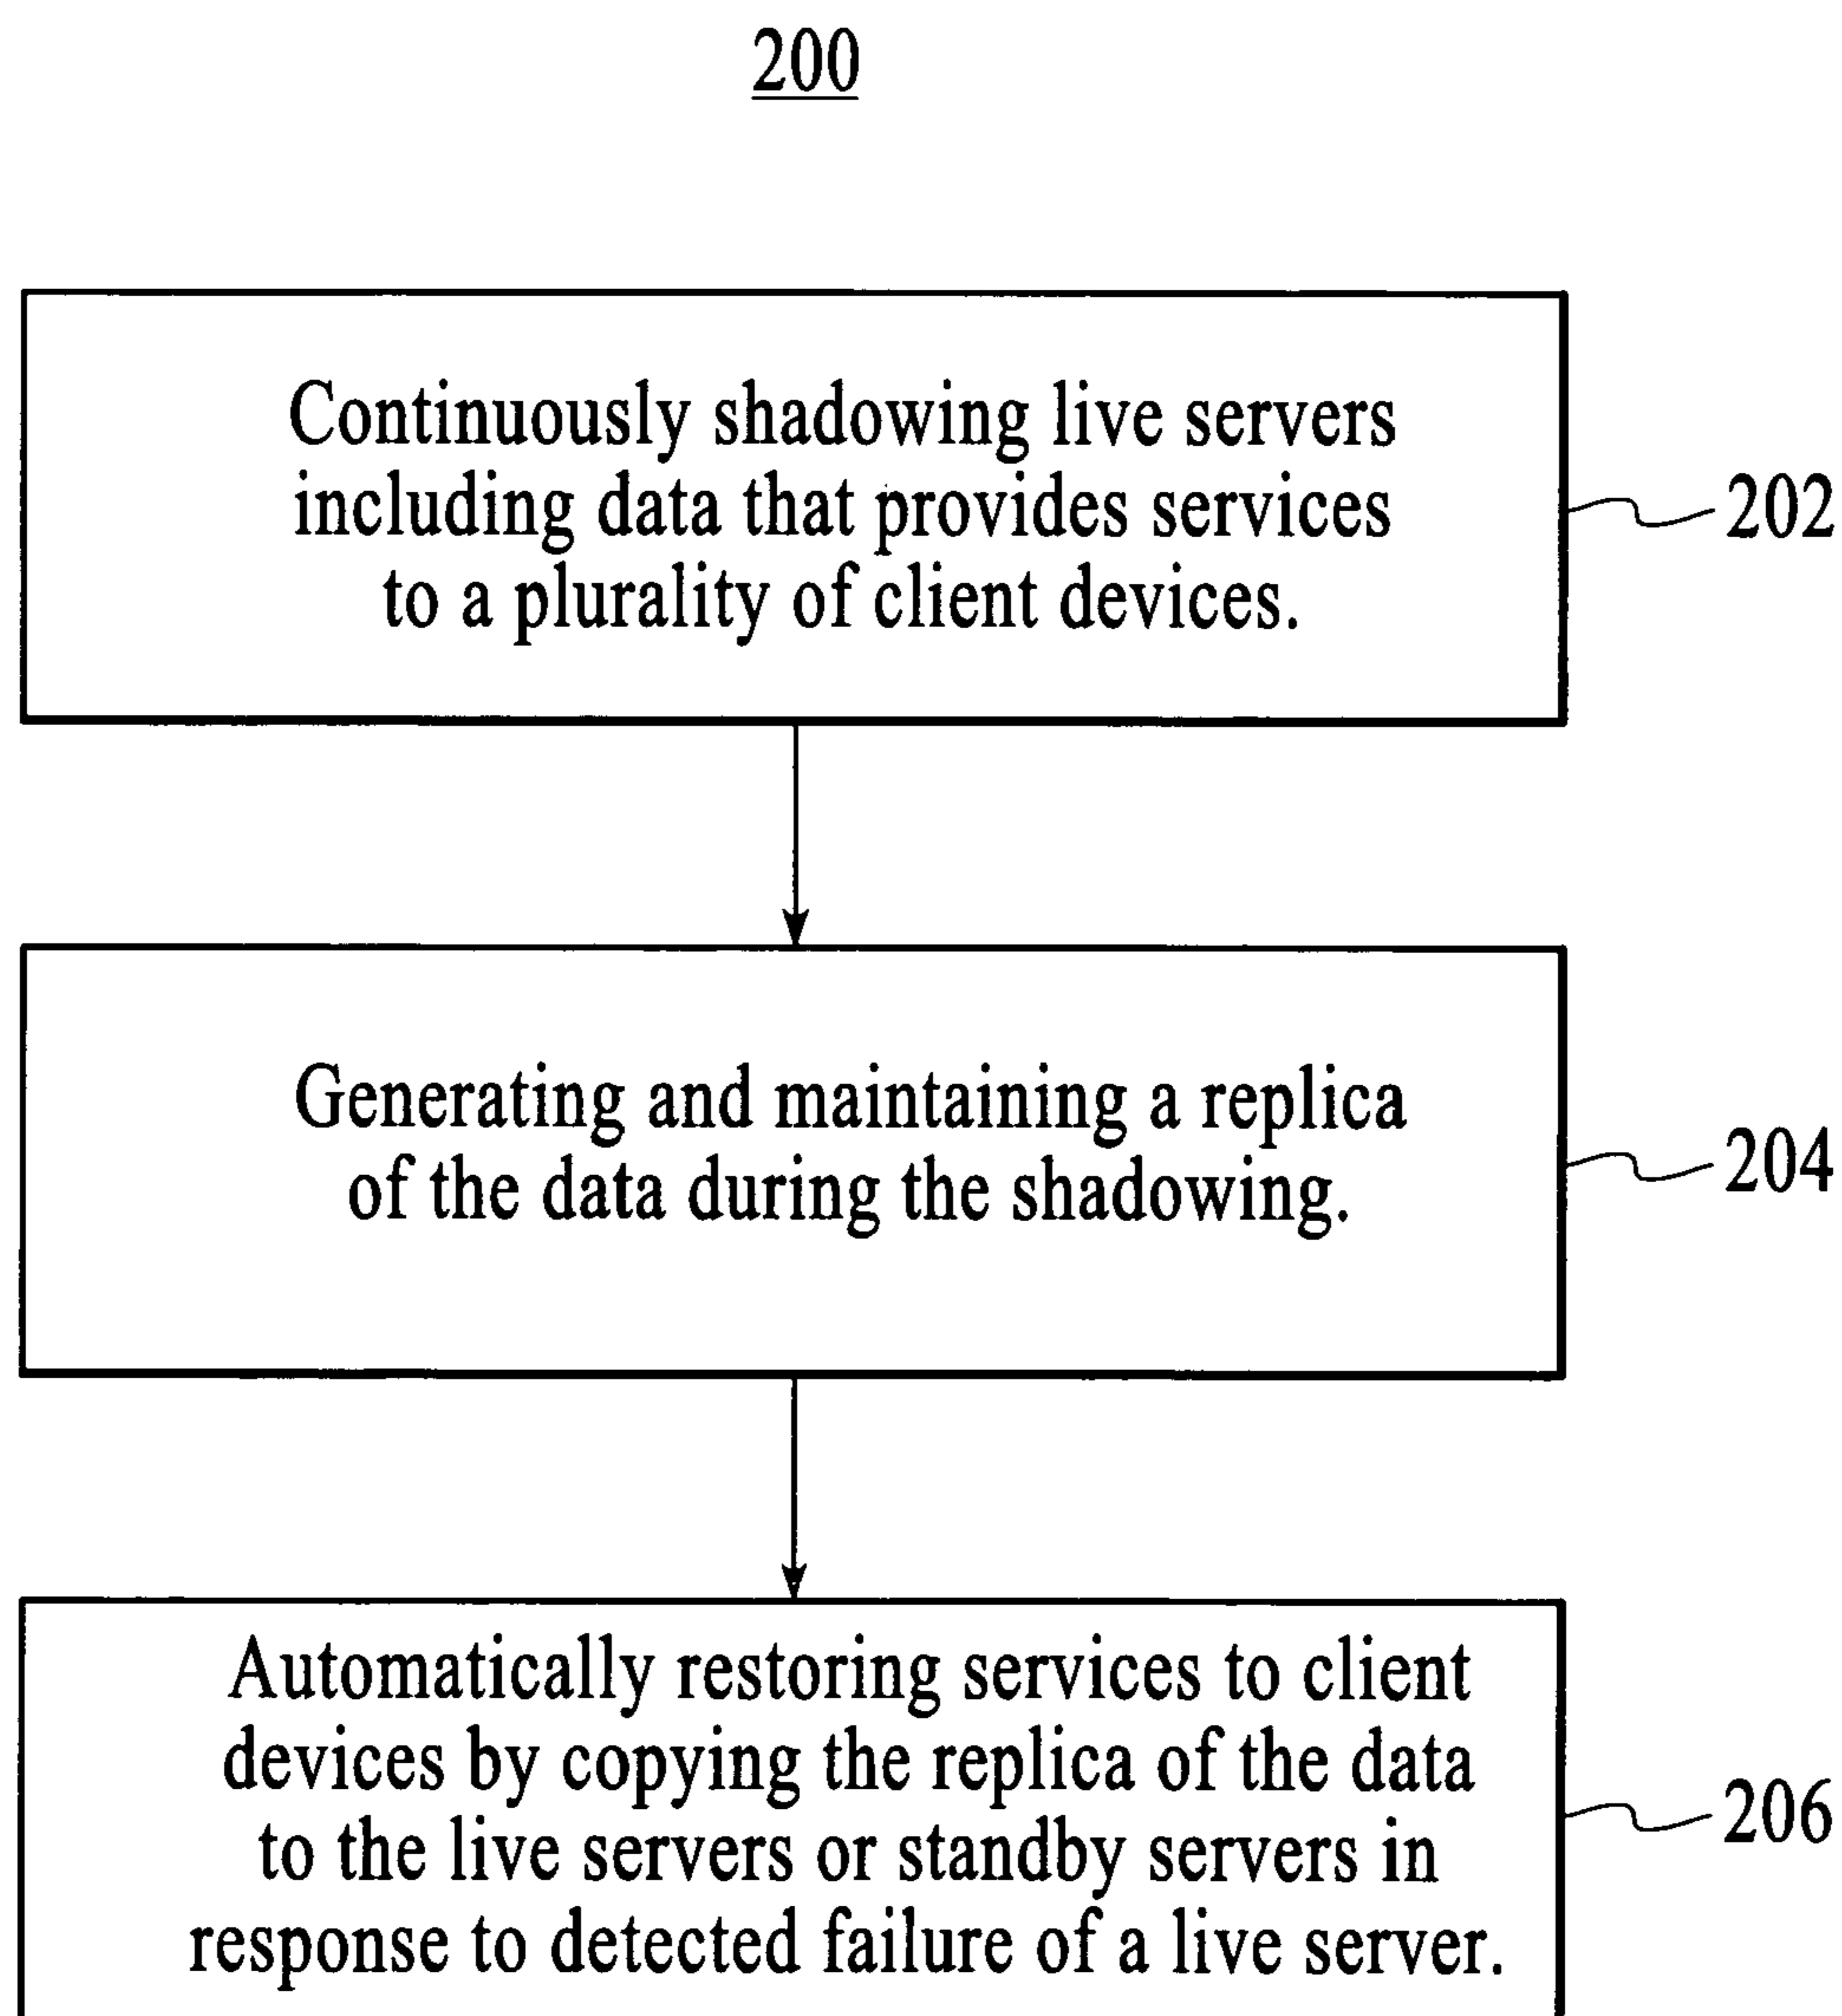 200
Continuously shadowing live servers
including data that provides services
to a plurality of client devices.
202
Generating and maintaining a replica
of the data during the shadowing.
204
Automatically restoring services to client
devices by copying the replica of the data
to the live servers or standby servers in
response to detected failure of a live server.
206